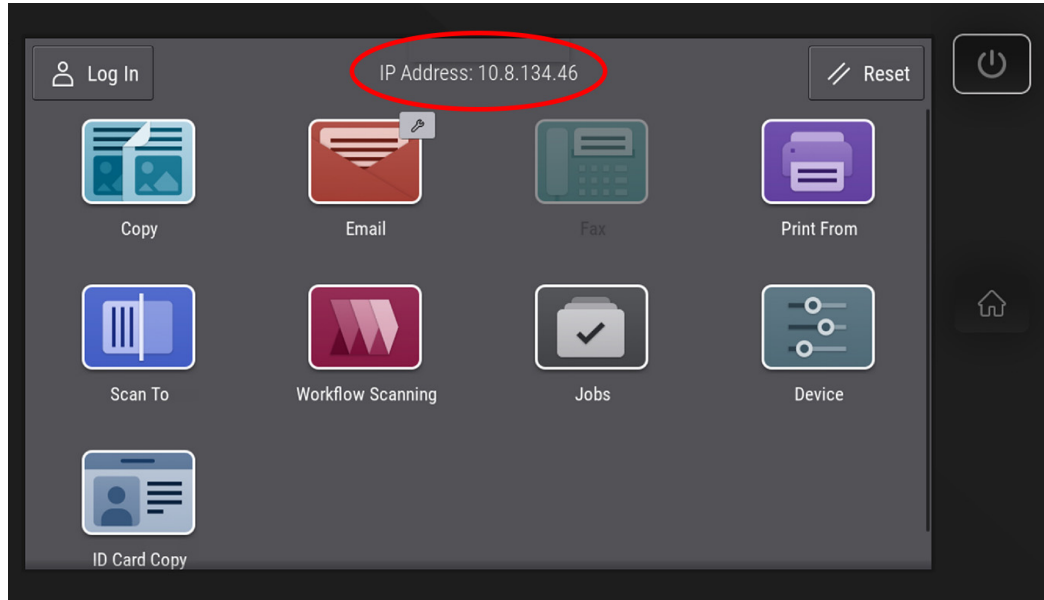 Log In
IP Address: 10.8.134.46
Reset
Copy
Email
Fax
Print From
Scan To
Workflow Scanning
Jobs
Device
ID Card Copy